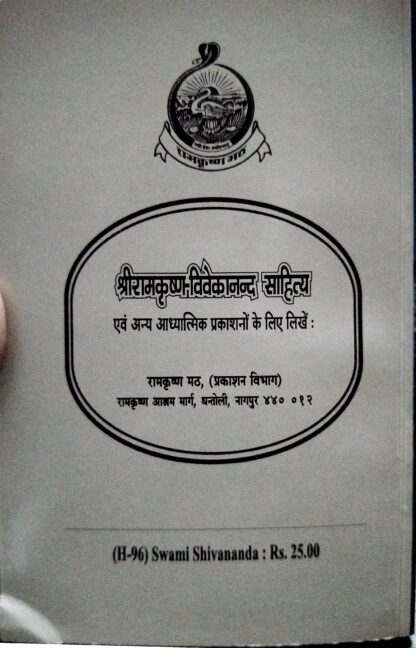 रामकृष्ण मठ
श्रीरामकृष्ण-विवेकानन्द साहित्य
एवं अन्य आध्यात्मिक प्रकाशनों के लिए लिखें :
रामकृष्ण मठ, (प्रकाशन विभाग)
रामकृष्ण आश्रम मार्ग, धन्तोली, नागपुर ४४० ०१२
(H-96) Swami Shivananda : Rs. 25.00